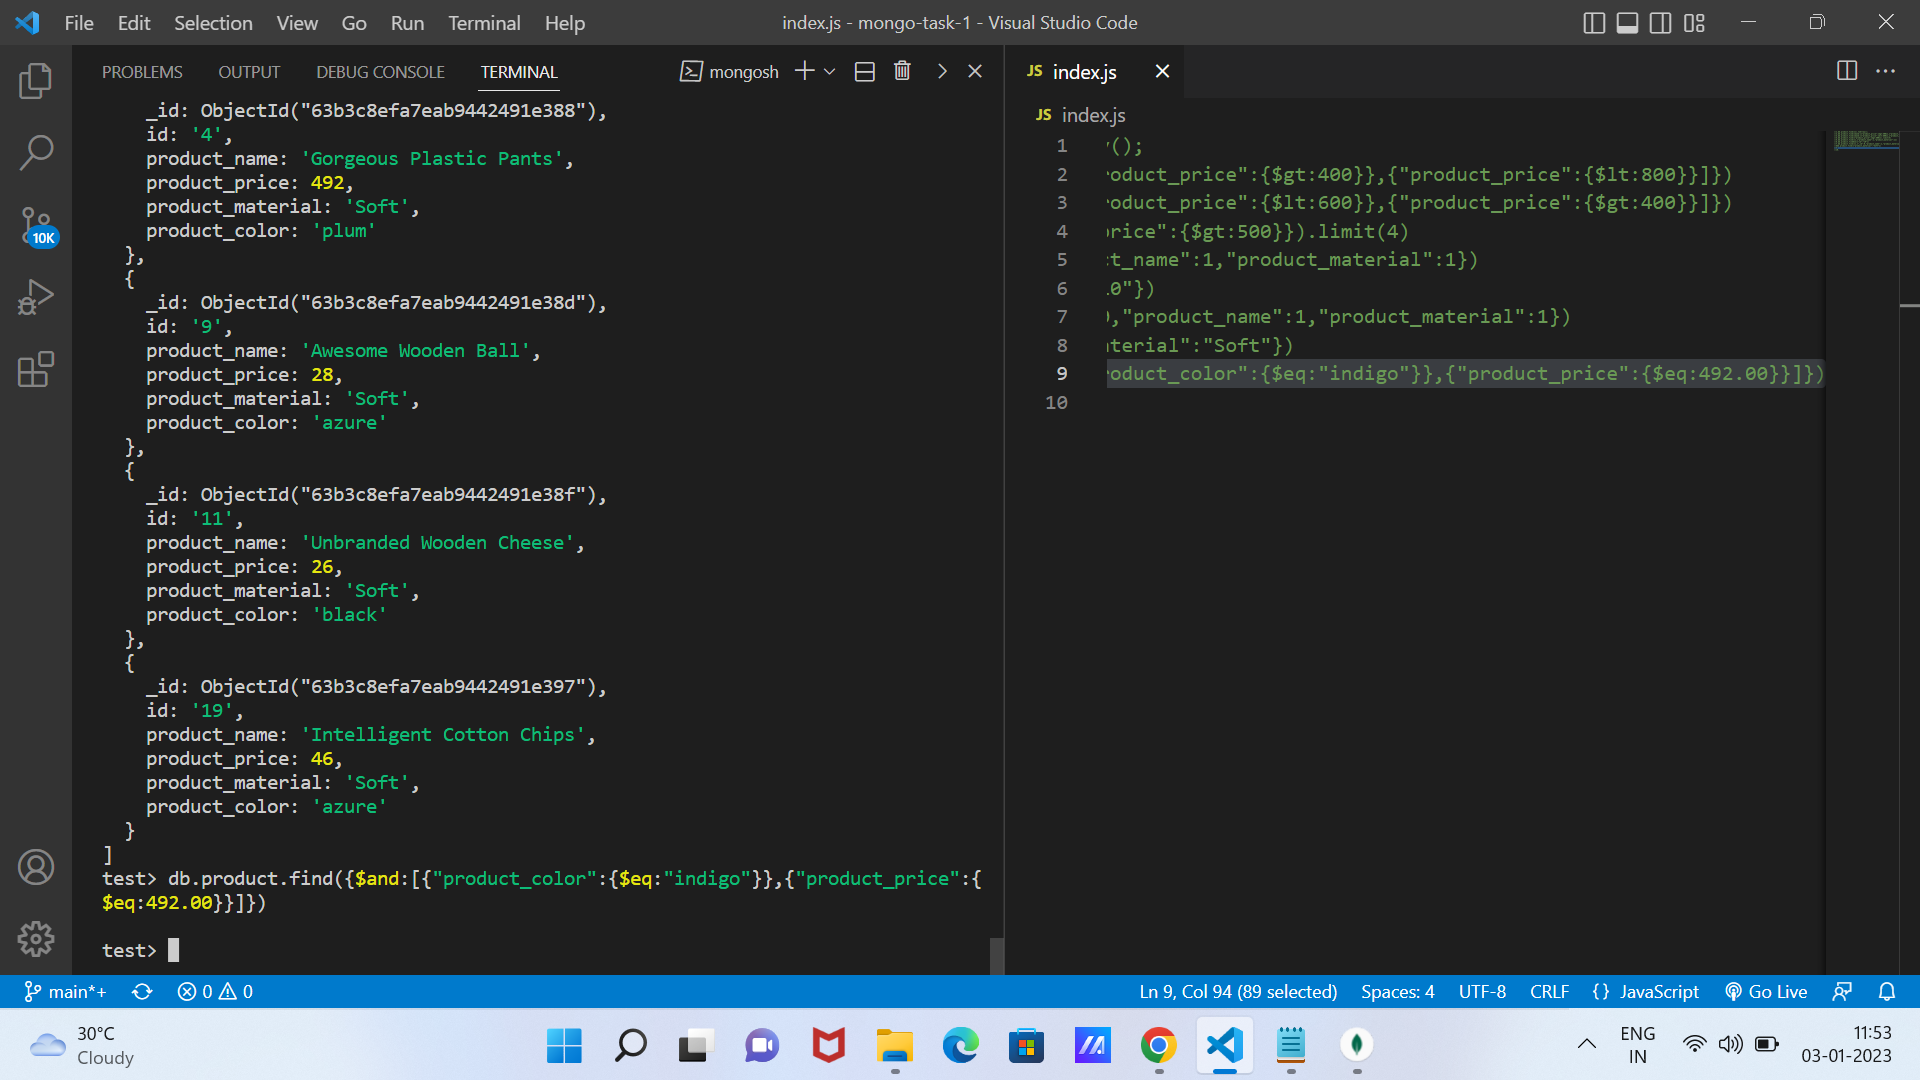 File Edit Selection View Go Run Terminal Help
index.js - mongo-task-1 - Visual Studio Code
PROBLEMS OUTPUT DEBUG CONSOLE TERMINAL
mongosh
_id: ObjectId("63b3c8efa7eab9442491e388"),
id: '4',
product_name: 'Gorgeous Plastic Pants',
product_price: 492,
product_material: 'Soft',
product_color: 'plum'
},
{
_id: ObjectId("63b3c8efa7eab9442491e38d"),
id: '9',
product_name: 'Awesome Wooden Ball',
product_price: 28,
product_material: 'Soft',
product_color: 'azure'
},
{
_id: ObjectId("63b3c8efa7eab9442491e38f"),
id: '11',
product_name: 'Unbranded Wooden Cheese',
product_price: 26,
product_material: 'Soft',
product_color: 'black'
},
{
_id: ObjectId("63b3c8efa7eab9442491e397"),
id: '19',
product_name: 'Intelligent Cotton Chips',
product_price: 46,
product_material: 'Soft',
product_color: 'azure'
}
]
test> db.product.find({$and:[{"product_color":{$eq:"indigo"}},{"product_price":{
$eq:492.00}}]})
test>
10K
JS index.js
JS index.js
1 ();
2 roduct_price":{$gt:400}},{"product_price":{$lt:800}}]})
3 roduct_price":{$lt:600}},{"product_price":{$gt:400}}]})
4 rice":{$gt:500}}).limit(4)
5 t_name":1,"product_material":1})
6 0"})
7 ,"product_name":1,"product_material":1})
8 terial":"Soft"})
9 roduct_color":{$eq:"indigo"}},{"product_price":{$eq:492.00}}]})
10
main*+ 0 0
Ln 9, Col 94 (89 selected) Spaces: 4 UTF-8 CRLF {} JavaScript Go Live
30°C
Cloudy
ENG
IN
11:53
03-01-2023